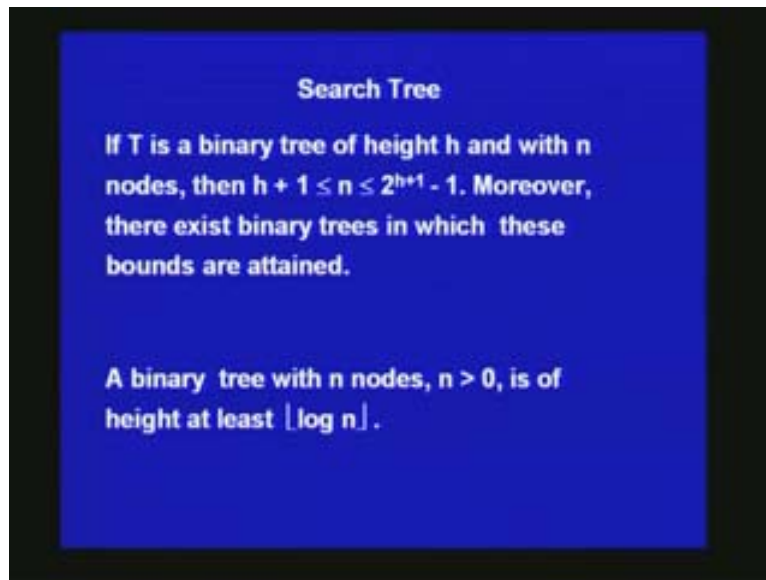 Search Tree
If T is a binary tree of height h and with n
nodes, then h + 1 ≤ n ≤ 2ʰ⁺¹ - 1. Moreover,
there exist binary trees in which these
bounds are attained.
A binary tree with n nodes, n > 0, is of
height at least ⌊log n⌋.